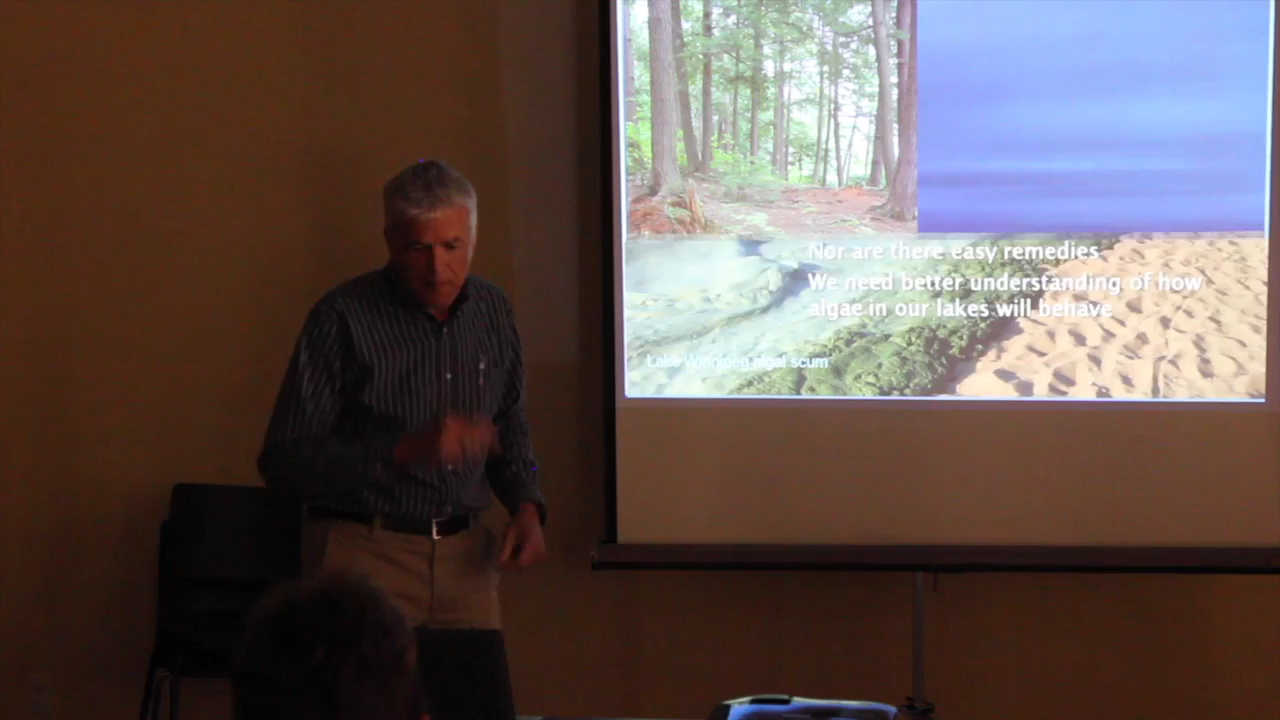 Nor are there easy remedies
We need better understanding of how
algae in our lakes will behave
Lake Winnipeg algal scum